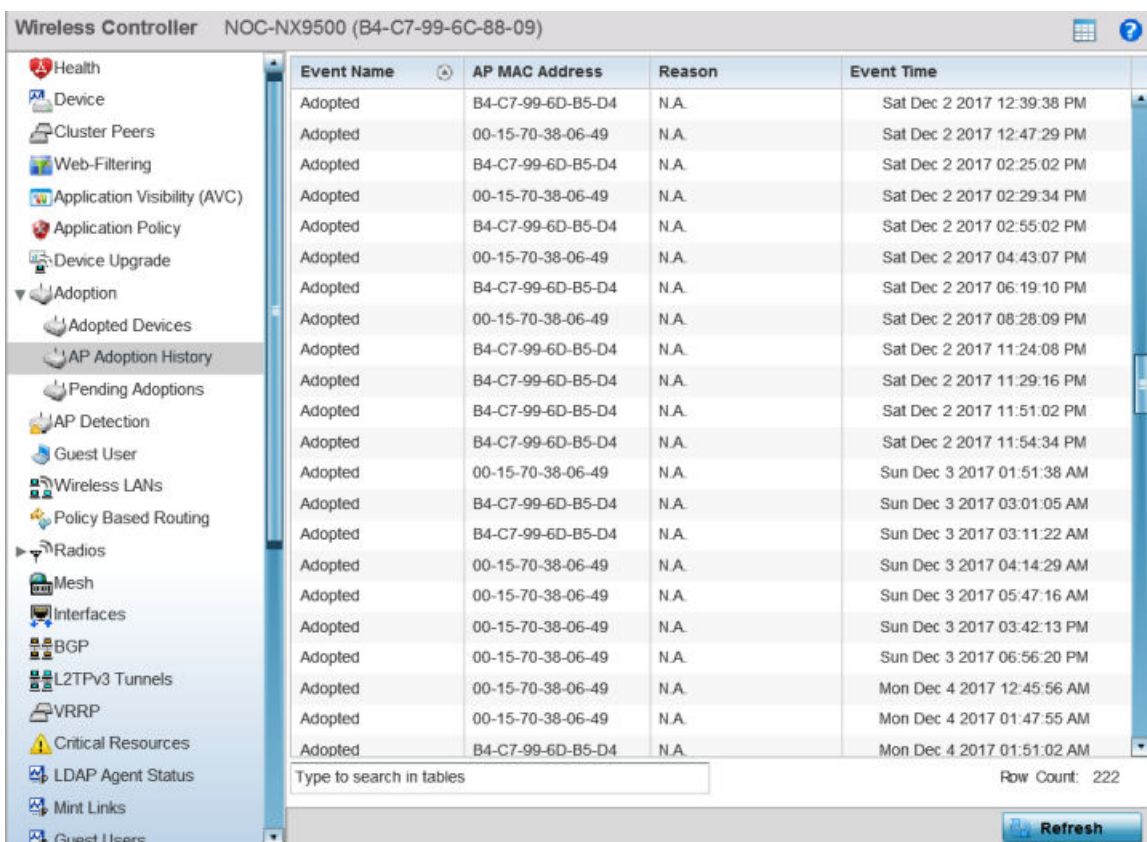 Wireless Controller NOC-NX9500 (B4-C7-99-6C-88-09)
Health
Device
Cluster Peers
Web-Filtering
Application Visibility (AVC)
Application Policy
Device Upgrade
Adoption
Adopted Devices
AP Adoption History
Pending Adoptions
AP Detection
Guest User
Wireless LANs
Policy Based Routing
Radios
Mesh
Interfaces
BGP
L2TPv3 Tunnels
VRRP
Critical Resources
LDAP Agent Status
Mint Links
Guest Users
Event Name AP MAC Address Reason Event Time
Adopted B4-C7-99-6D-B5-D4 N.A. Sat Dec 2 2017 12:39:38 PM
Adopted 00-15-70-38-06-49 N.A. Sat Dec 2 2017 12:47:29 PM
Adopted B4-C7-99-6D-B5-D4 N.A. Sat Dec 2 2017 02:25:02 PM
Adopted 00-15-70-38-06-49 N.A. Sat Dec 2 2017 02:29:34 PM
Adopted B4-C7-99-6D-B5-D4 N.A. Sat Dec 2 2017 02:55:02 PM
Adopted 00-15-70-38-06-49 N.A. Sat Dec 2 2017 04:43:07 PM
Adopted B4-C7-99-6D-B5-D4 N.A. Sat Dec 2 2017 06:19:10 PM
Adopted 00-15-70-38-06-49 N.A. Sat Dec 2 2017 08:28:09 PM
Adopted B4-C7-99-6D-B5-D4 N.A. Sat Dec 2 2017 11:24:08 PM
Adopted B4-C7-99-6D-B5-D4 N.A. Sat Dec 2 2017 11:29:16 PM
Adopted B4-C7-99-6D-B5-D4 N.A. Sat Dec 2 2017 11:51:02 PM
Adopted B4-C7-99-6D-B5-D4 N.A. Sat Dec 2 2017 11:54:34 PM
Adopted 00-15-70-38-06-49 N.A. Sun Dec 3 2017 01:51:38 AM
Adopted B4-C7-99-6D-B5-D4 N.A. Sun Dec 3 2017 03:01:05 AM
Adopted B4-C7-99-6D-B5-D4 N.A. Sun Dec 3 2017 03:11:22 AM
Adopted 00-15-70-38-06-49 N.A. Sun Dec 3 2017 04:14:29 AM
Adopted 00-15-70-38-06-49 N.A. Sun Dec 3 2017 05:47:16 AM
Adopted 00-15-70-38-06-49 N.A. Sun Dec 3 2017 03:42:13 PM
Adopted 00-15-70-38-06-49 N.A. Sun Dec 3 2017 06:56:20 PM
Adopted 00-15-70-38-06-49 N.A. Mon Dec 4 2017 12:45:56 AM
Adopted 00-15-70-38-06-49 N.A. Mon Dec 4 2017 01:47:55 AM
Adopted B4-C7-99-6D-B5-D4 N.A. Mon Dec 4 2017 01:51:02 AM
Type to search in tables Row Count: 222
Refresh